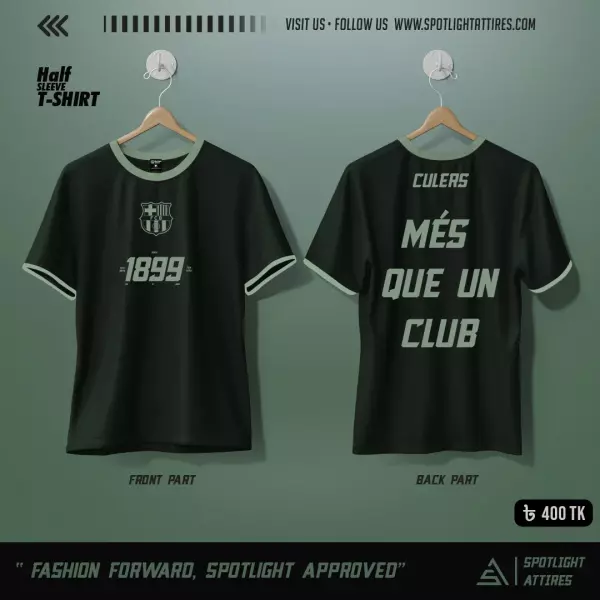 VISIT US • FOLLOW US WWW.SPOTLIGHTATTIRES.COM
Half
SLEEVE
T-SHIRT
1899
CULERS
MÉS
QUE UN
CLUB
FRONT PART
BACK PART
৳ 400 TK
“ FASHION FORWARD, SPOTLIGHT APPROVED”
SPOTLIGHT
ATTIRES